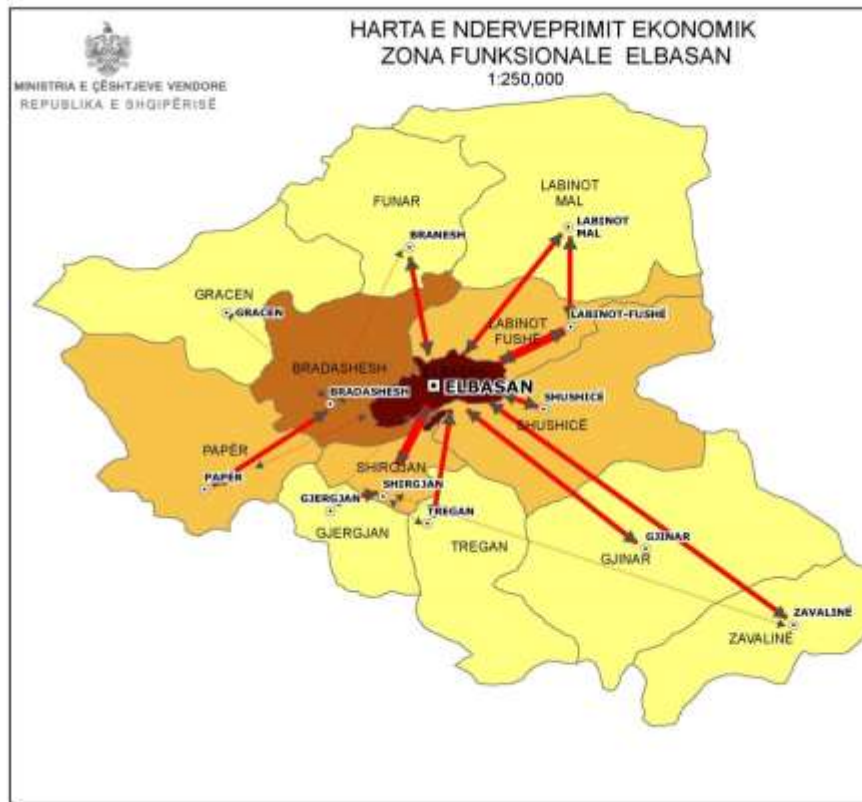 HARTA E NDERVEPRIMIT EKONOMIK
ZONA FUNKSIONALE ELBASAN
1:250,000
MINISTRIA E ÇËSHTJEVE VENDORE
REPUBLIKA E SHQIPËRISË
LABINOT
MAL
FUNAR
LABINOT
MAL
BRANESH
GRACEN
GRACEN
LABINOT-FUSHË
LABINOT
FUSHË
BRADASHESH
ELBASAN
BRADASHESH
SHUSHICË
SHUSHICË
PAPËR
PAPËR
SHIRGJAN
SHIRGJAN
GJERGJAN
TREGAN
GJERGJAN
TREGAN
GJINAR
GJINAR
ZAVALINË
ZAVALINË